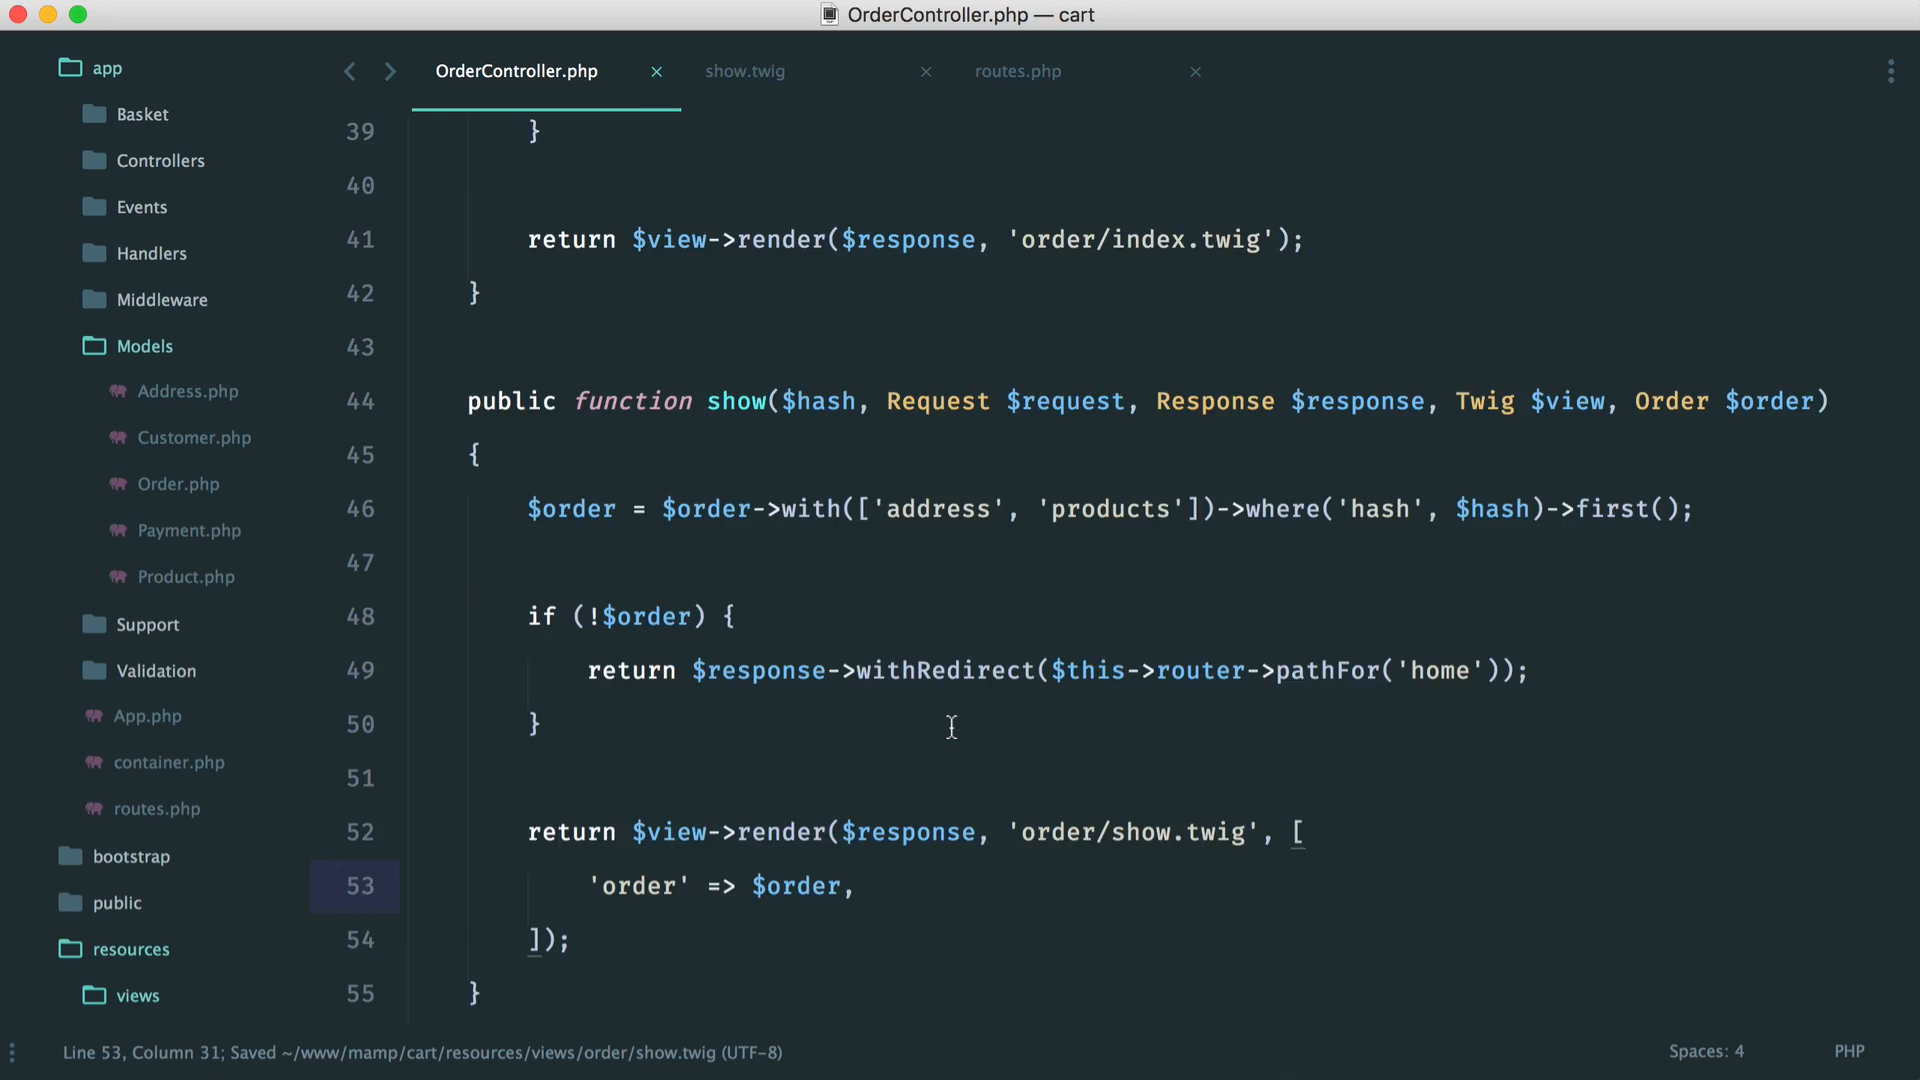 OrderController.php — cart
app
Basket
Controllers
Events
Handlers
Middleware
Models
Address.php
Customer.php
Order.php
Payment.php
Product.php
Support
Validation
App.php
container.php
routes.php
bootstrap
public
resources
views
OrderController.php × show.twig × routes.php ×
39 }
40
41 return $view->render($response, 'order/index.twig');
42 }
43
44 public function show($hash, Request $request, Response $response, Twig $view, Order $order)
45 {
46 $order = $order->with(['address', 'products'])->where('hash', $hash)->first();
47
48 if (!$order) {
49 return $response->withRedirect($this->router->pathFor('home'));
50 }
51
52 return $view->render($response, 'order/show.twig', [
53 'order' => $order,
54 ]);
55 }
Line 53, Column 31; Saved ~/www/mamp/cart/resources/views/order/show.twig (UTF-8)
Spaces: 4
PHP